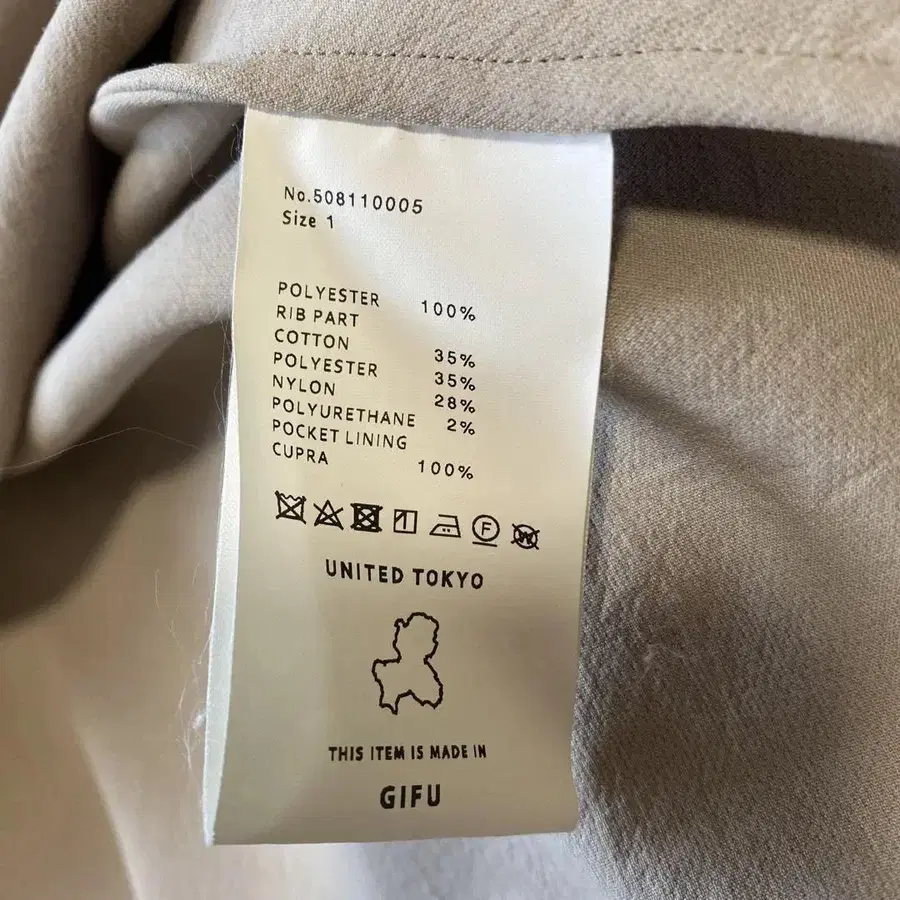 No.508110005
Size 1
POLYESTER 100%
RIB PART
COTTON 35%
POLYESTER 35%
NYLON 28%
POLYURETHANE 2%
POCKET LINING
CUPRA 100%
F W
UNITED TOKYO
THIS ITEM IS MADE IN
GIFU